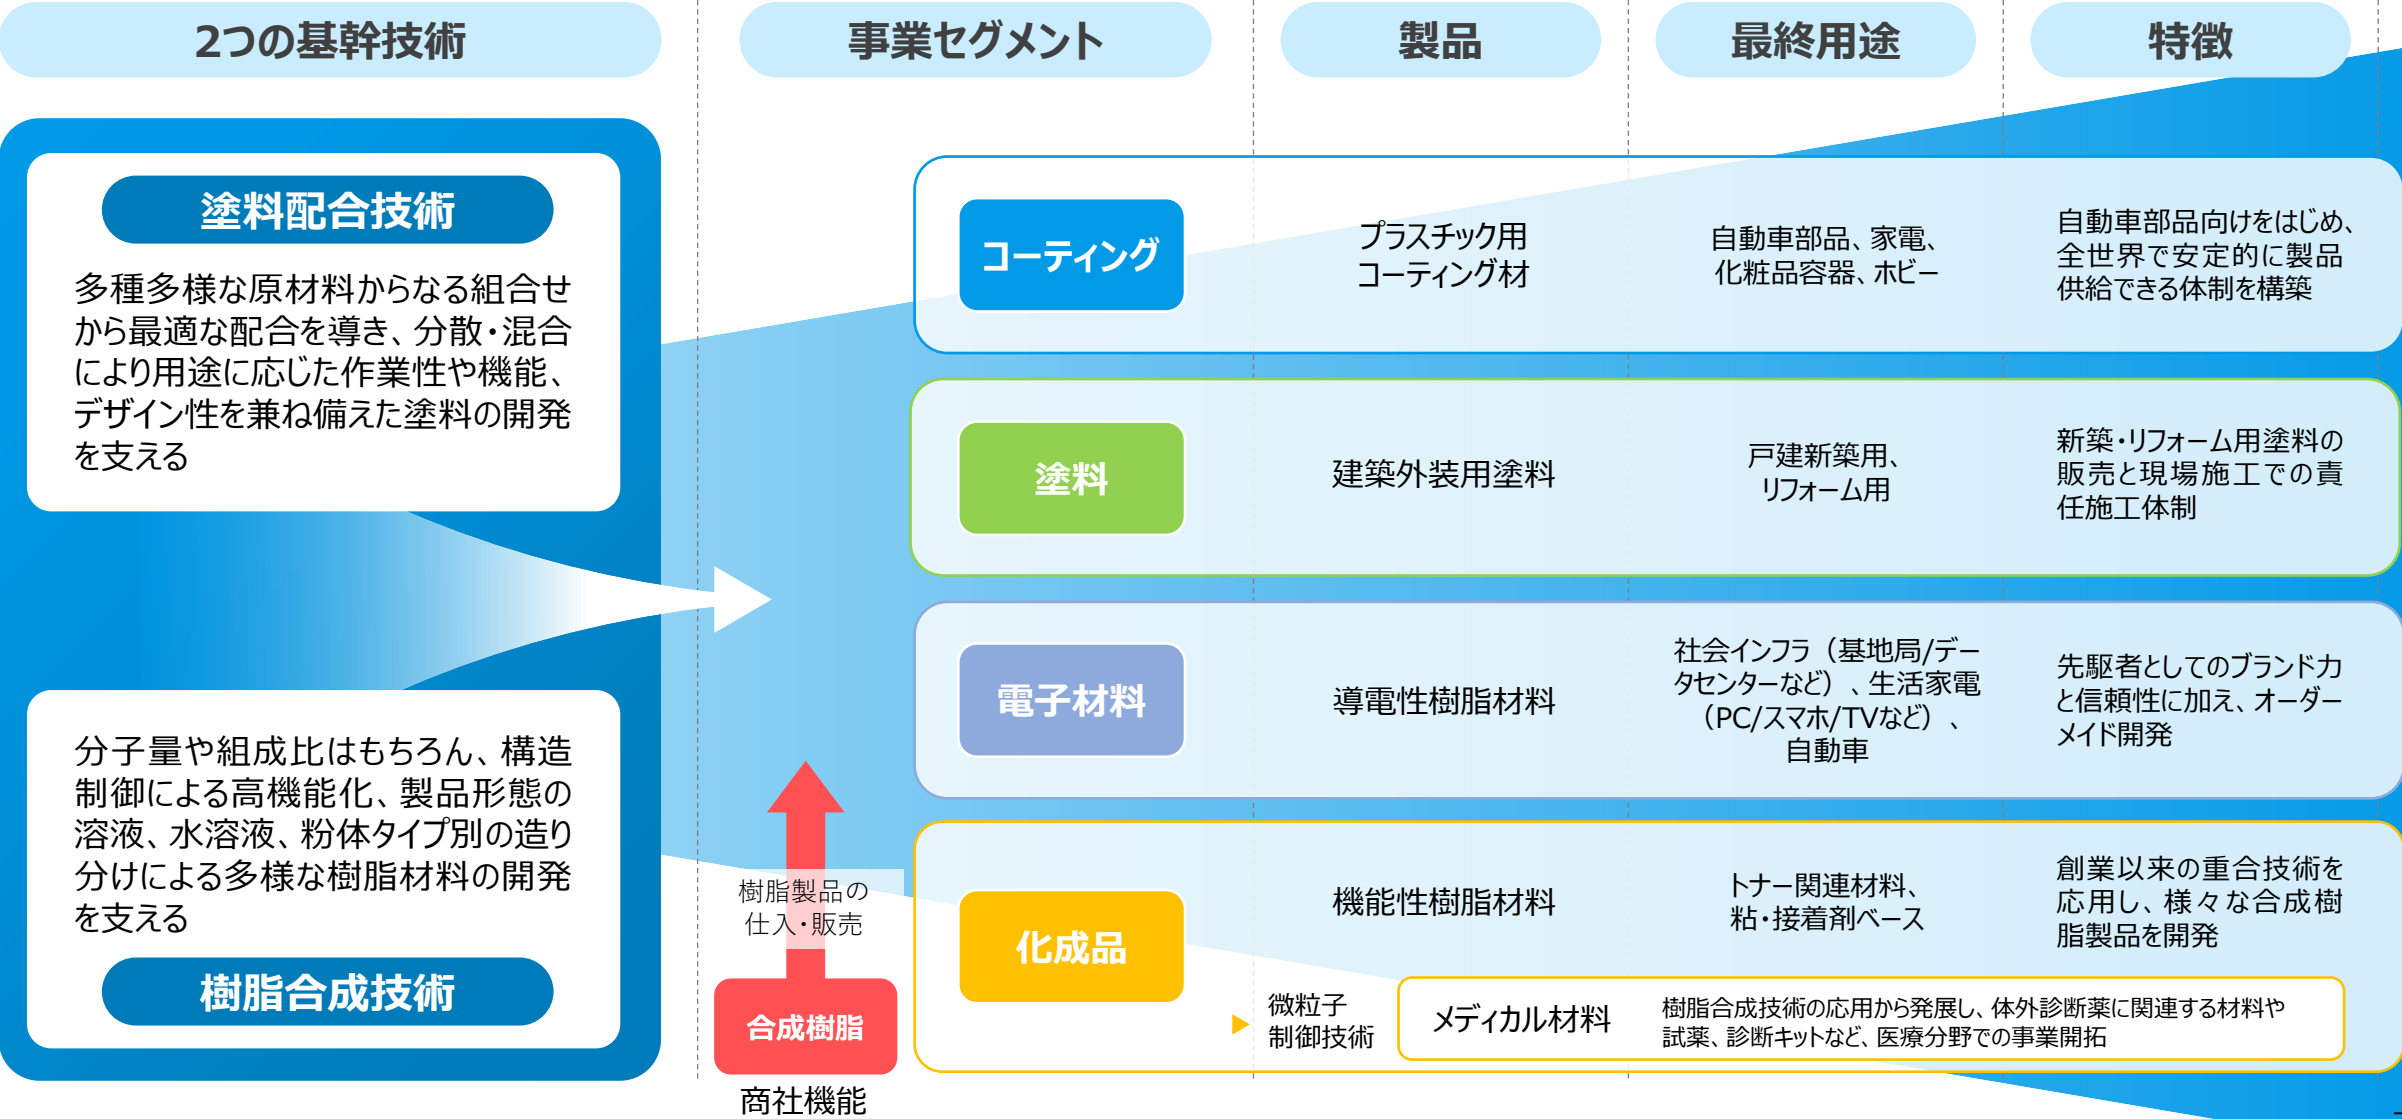 2つの基幹技術
事業セグメント
製品
最終用途
特徴
塗料配合技術
多種多様な原材料からなる組合せ
から最適な配合を導き、分散・混合
により用途に応じた作業性や機能、
デザイン性を兼ね備えた塗料の開発
を支える
分子量や組成比はもちろん、構造
制御による高機能化、製品形態の
溶液、水溶液、粉体タイプ別の造り
分けによる多様な樹脂材料の開発
を支える
樹脂合成技術
コーティング
プラスチック用
コーティング材
自動車部品、家電、
化粧品容器、ホビー
自動車部品向けをはじめ、
全世界で安定的に製品
供給できる体制を構築
塗料
建築外装用塗料
戸建新築用、
リフォーム用
新築・リフォーム用塗料の
販売と現場施工での責
任施工体制
電子材料
導電性樹脂材料
社会インフラ（基地局/デー
タセンターなど）、生活家電
（PC/スマホ/TVなど）、
自動車
先駆者としてのブランド力
と信頼性に加え、オーダー
メイド開発
樹脂製品の
仕入・販売
合成樹脂
商社機能
化成品
機能性樹脂材料
トナー関連材料、
粘・接着剤ベース
創業以来の重合技術を
応用し、様々な合成樹
脂製品を開発
微粒子
制御技術
メディカル材料
樹脂合成技術の応用から発展し、体外診断薬に関連する材料や
試薬、診断キットなど、医療分野での事業開拓